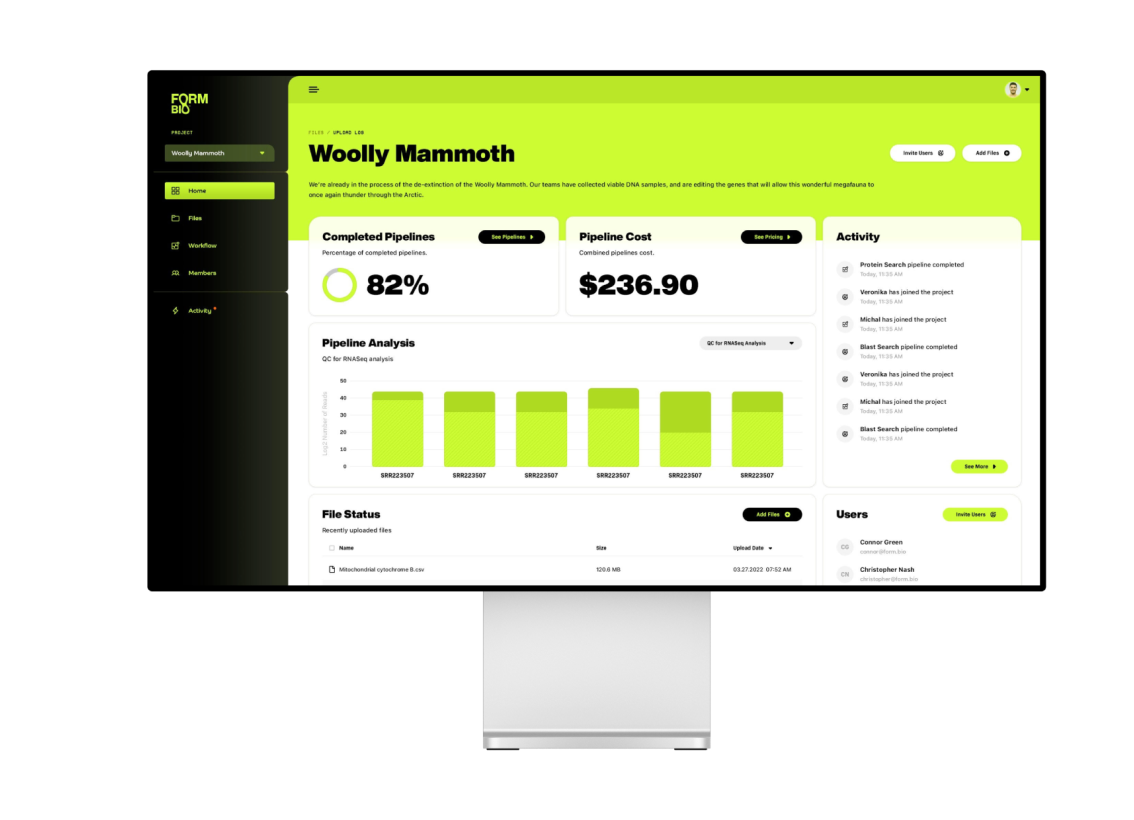 FORM
BIO
PROJECT
Woolly Mammoth
Home
Files
Workflow
Members
Activity
FILES / UPLOAD LOG
Woolly Mammoth
Invite Users
Add Files
We're already in the process of the de-extinction of the Woolly Mammoth. Our teams have collected viable DNA samples, and are editing the genes that will allow this wonderful megafauna to
once again thunder through the Arctic.
Completed Pipelines
See Pipelines
Percentage of completed pipelines.
82%
Pipeline Cost
See Pricing
Combined pipelines cost.
$236.90
Pipeline Analysis
QC for RNASeq Analysis
QC for RNASeq analysis
Log2 Number of Reads
50
40
30
20
10
0
SRR223507 SRR223507 SRR223507 SRR223507 SRR223507 SRR223507
Activity
Protein Search pipeline completed
Today, 11:35 AM
Veronika has joined the project
Today, 11:35 AM
Michal has joined the project
Today, 11:35 AM
Blast Search pipeline completed
Today, 11:35 AM
Veronika has joined the project
Today, 11:35 AM
Michal has joined the project
Today, 11:35 AM
Blast Search pipeline completed
Today, 11:35 AM
See More
File Status
Add Files
Recently uploaded files
Name Size Upload Date
Mitochondrial cytochrome B.csv 120.6 MB 03.27.2022 07:52 AM
Users
Invite Users
CG
Connor Green
connor@form.bio
CN
Christopher Nash
christopher@form.bio